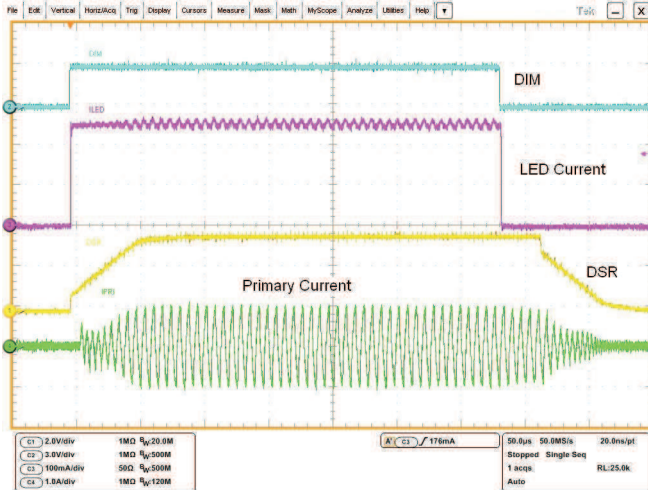 File Edit Vertical Horiz/Acq Trig Display Cursors Measure Mask Math MyScope Analyze Utilities Help Tek X
DIM
DIM
2
ILED
LED Current
3
DSR
DSR
Primary Current
IPRI
1
C1 2.0V/div 1MΩ BW:20.0M
C2 3.0V/div 1MΩ BW:500M
C3 100mA/div 50Ω BW:500M
C4 1.0A/div 1MΩ BW:120M
A' C3 176mA
50.0µs 50.0MS/s 20.0ns/pt
Stopped Single Seq
1 acqs RL:25.0k
Auto